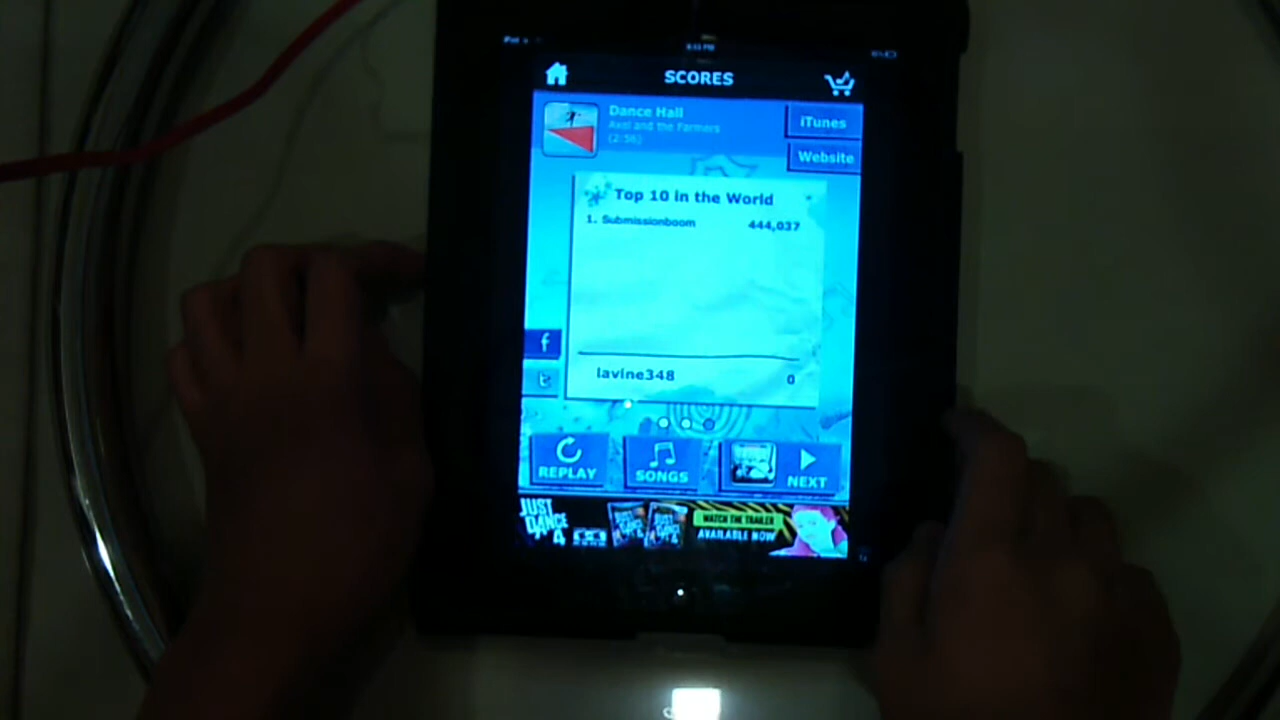 SCORES
Dance Hall
Axel and the Farmers
(2:56)
iTunes
Website
Top 10 in the World
1. Submissionboom 444,037
f
t
lavine348 0
REPLAY
SONGS
NEXT
JUST DANCE 4
WATCH THE TRAILER
AVAILABLE NOW